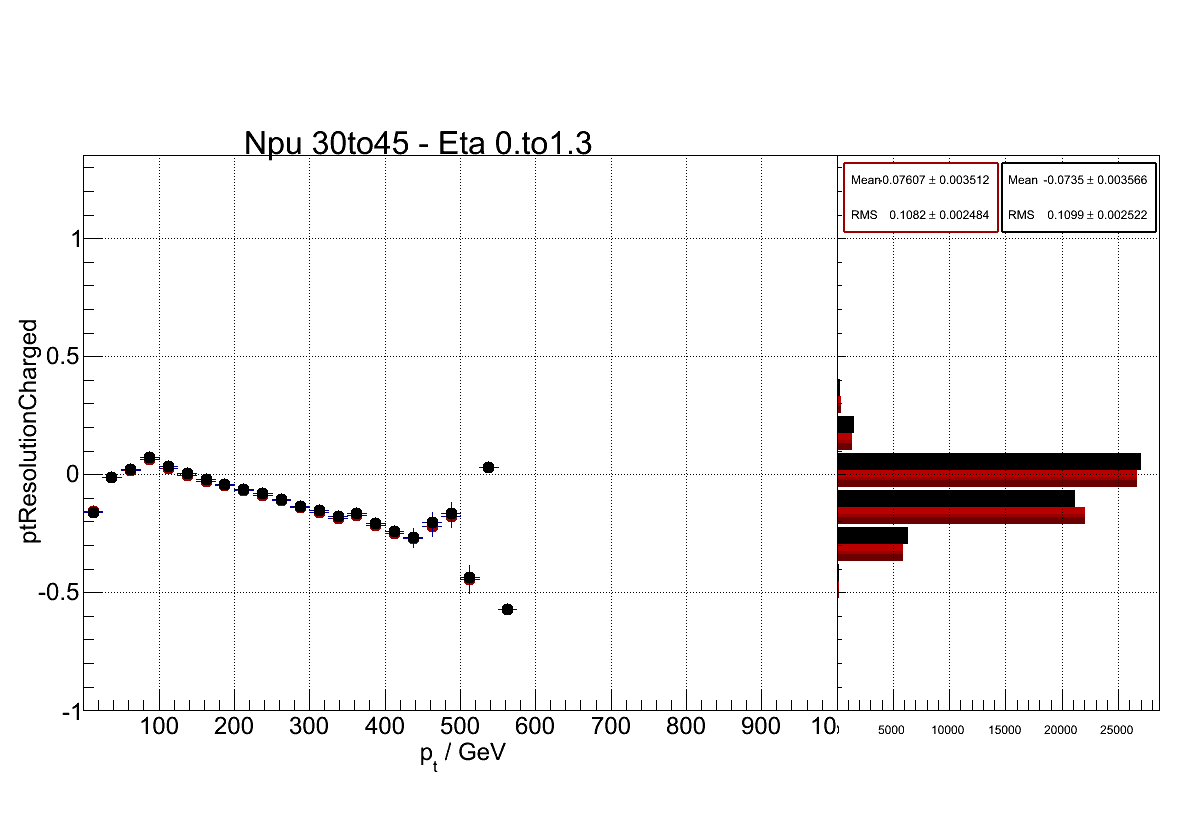 Npu 30to45 - Eta 0.to1.3
Mean-0.07607 ± 0.003512
RMS 0.1082 ± 0.002484
Mean -0.0735 ± 0.003566
RMS 0.1099 ± 0.002522
ptResolutionCharged
1
0.5
0
-0.5
-1
100 200 300 400 500 600 700 800 900 10
5000 10000 15000 20000 25000
pt / GeV